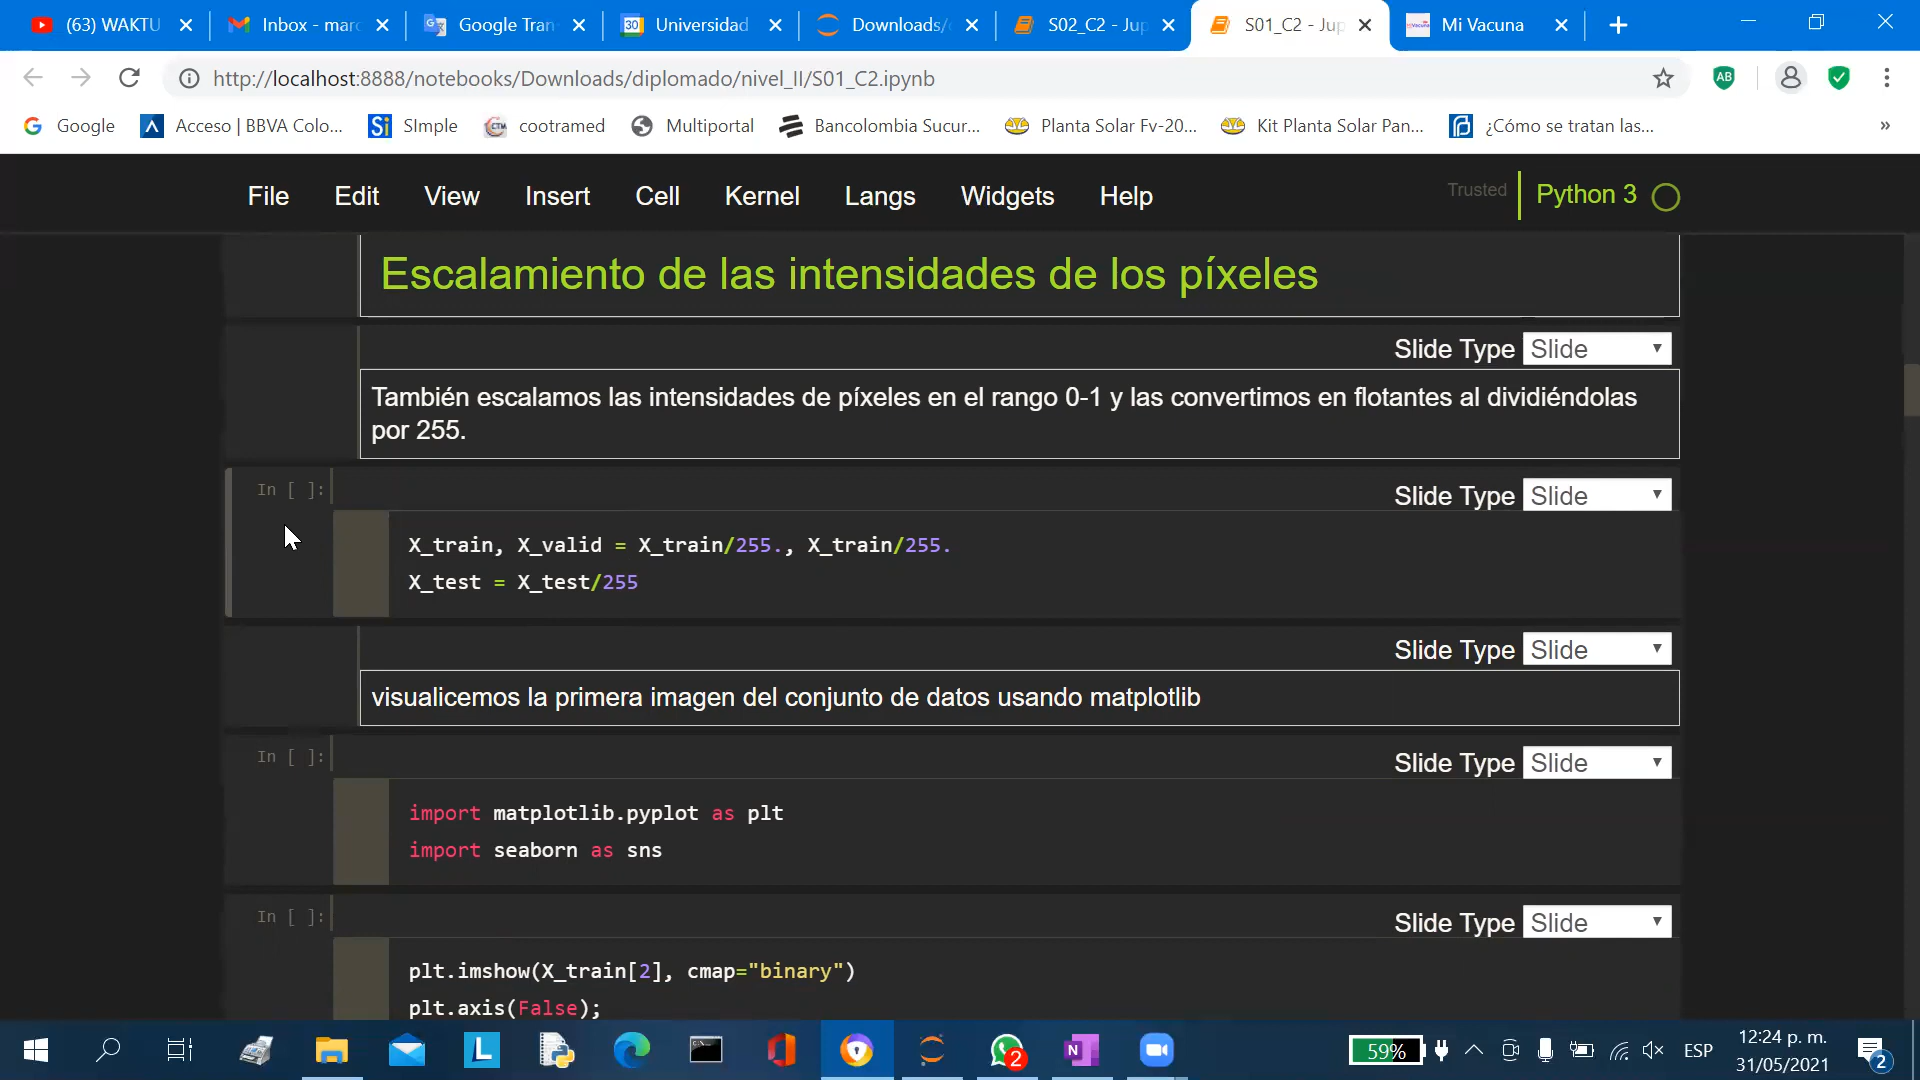 (63) WAKTU
Inbox - marc
Google Tran
Universidad
Downloads/
S02_C2 - Jup
S01_C2 - Jup
Mi Vacuna
http://localhost:8888/notebooks/Downloads/diplomado/nivel_II/S01_C2.ipynb
Google
Acceso | BBVA Colo...
SImple
cootramed
Multiportal
Bancolombia Sucur...
Planta Solar Fv-20...
Kit Planta Solar Pan...
¿Cómo se tratan las...
»
File Edit View Insert Cell Kernel Langs Widgets Help
Trusted
Python 3
Escalamiento de las intensidades de los píxeles
Slide Type Slide
También escalamos las intensidades de píxeles en el rango 0-1 y las convertimos en flotantes al dividiéndolas
por 255.
In [ ]:
Slide Type Slide
X_train, X_valid = X_train/255., X_train/255.
X_test = X_test/255
Slide Type Slide
visualicemos la primera imagen del conjunto de datos usando matplotlib
In [ ]:
Slide Type Slide
import matplotlib.pyplot as plt
import seaborn as sns
In [ ]:
Slide Type Slide
plt.imshow(X_train[2], cmap="binary")
plt.axis(False);
59%
ESP
12:24 p. m.
31/05/2021
2
2